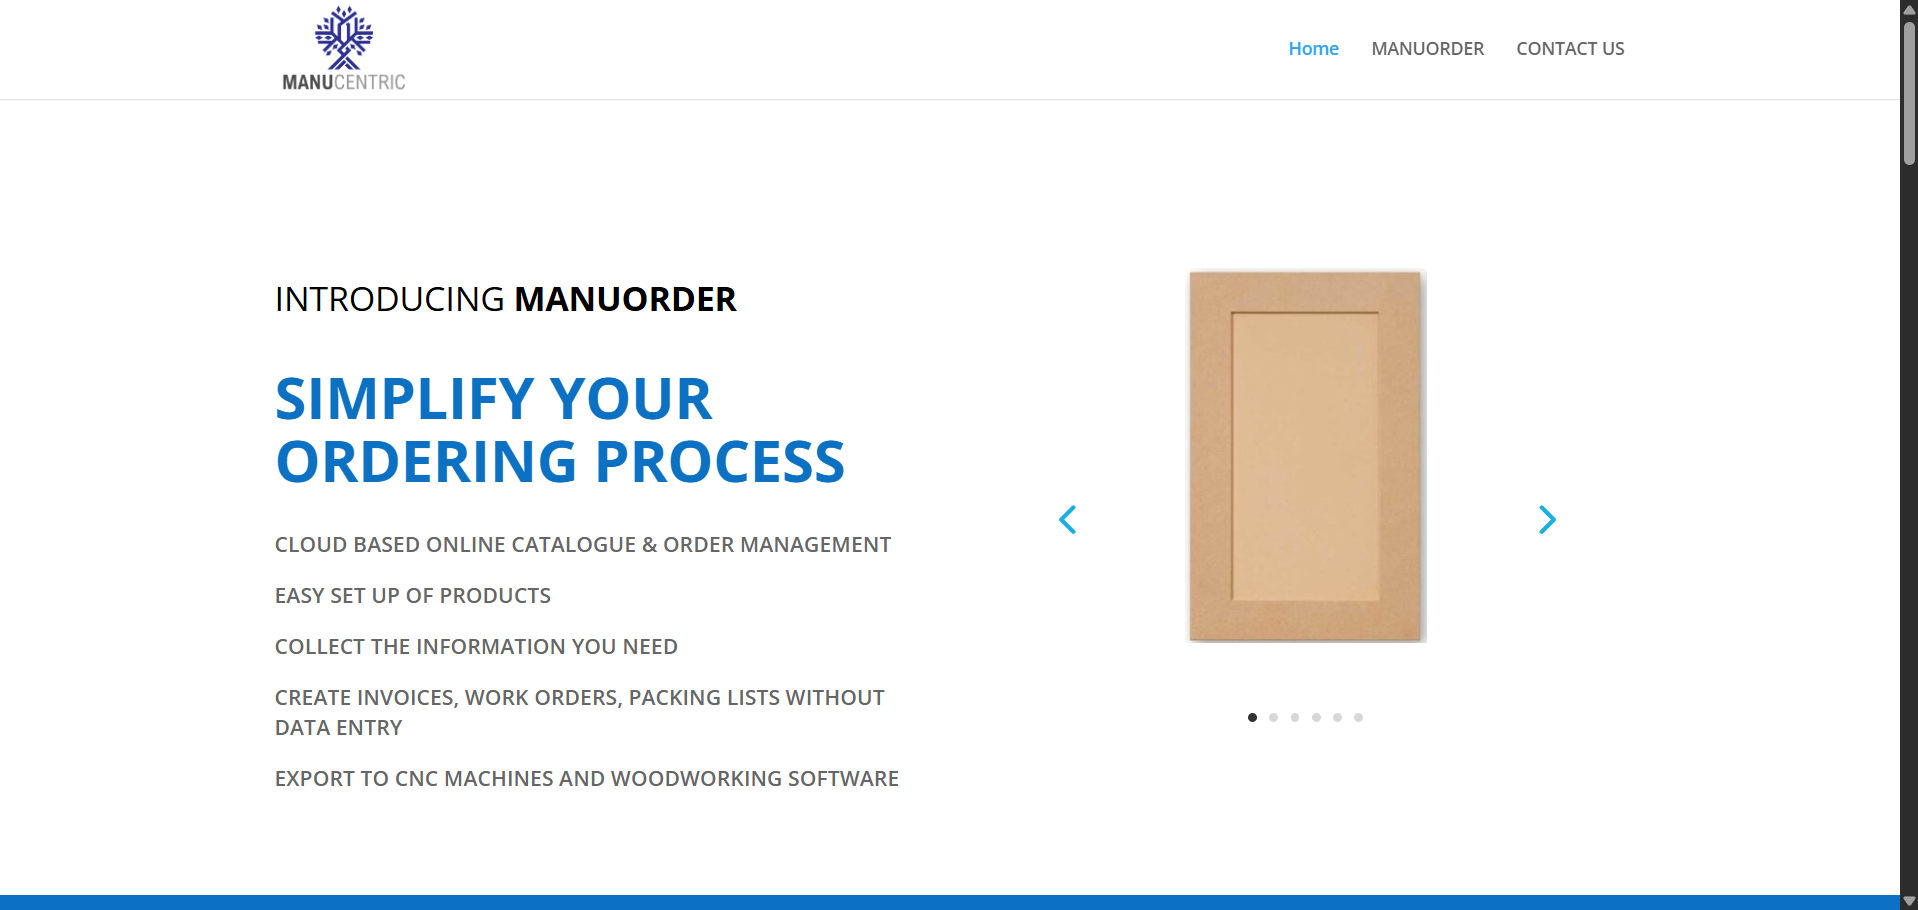 MANUCENTRIC
Home
MANUORDER
CONTACT US
INTRODUCING MANUORDER
SIMPLIFY YOUR
ORDERING PROCESS
CLOUD BASED ONLINE CATALOGUE & ORDER MANAGEMENT
EASY SET UP OF PRODUCTS
COLLECT THE INFORMATION YOU NEED
CREATE INVOICES, WORK ORDERS, PACKING LISTS WITHOUT
DATA ENTRY
EXPORT TO CNC MACHINES AND WOODWORKING SOFTWARE